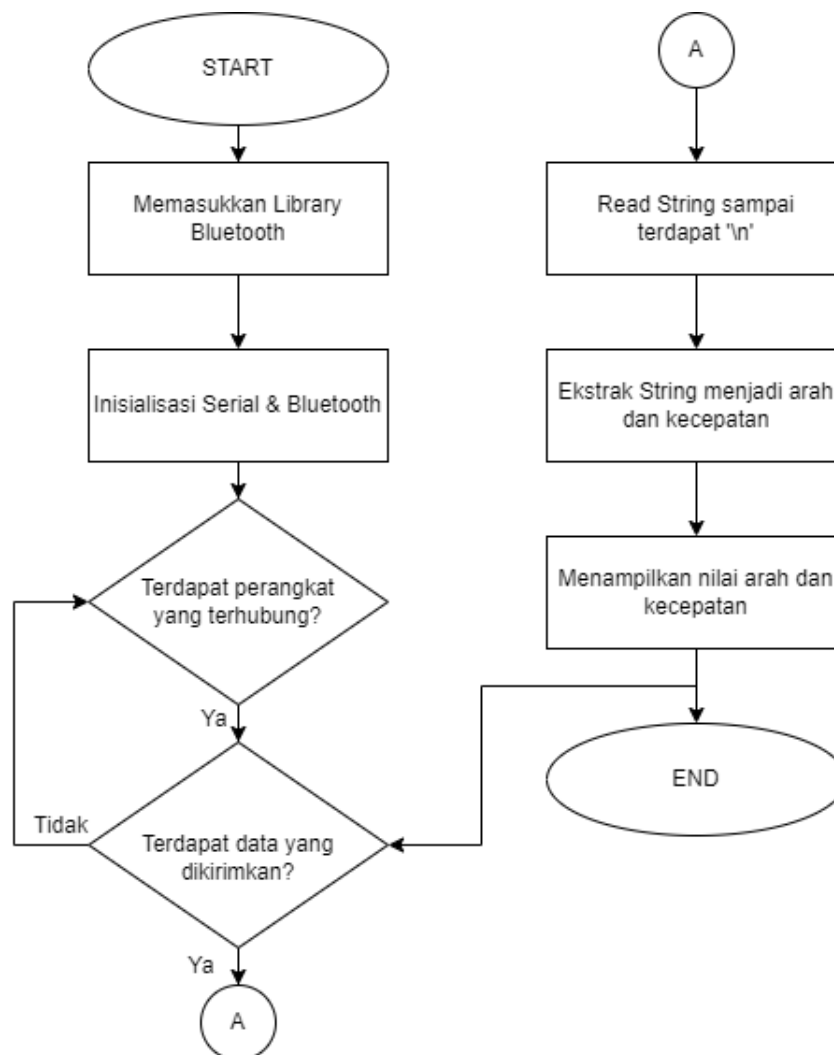 START
Memasukkan Library
Bluetooth
Inisialisasi Serial & Bluetooth
Terdapat perangkat
yang terhubung?
Ya
Tidak
Terdapat data yang
dikirimkan?
Ya
A
A
Read String sampai
terdapat '\n'
Ekstrak String menjadi arah
dan kecepatan
Menampilkan nilai arah dan
kecepatan
END